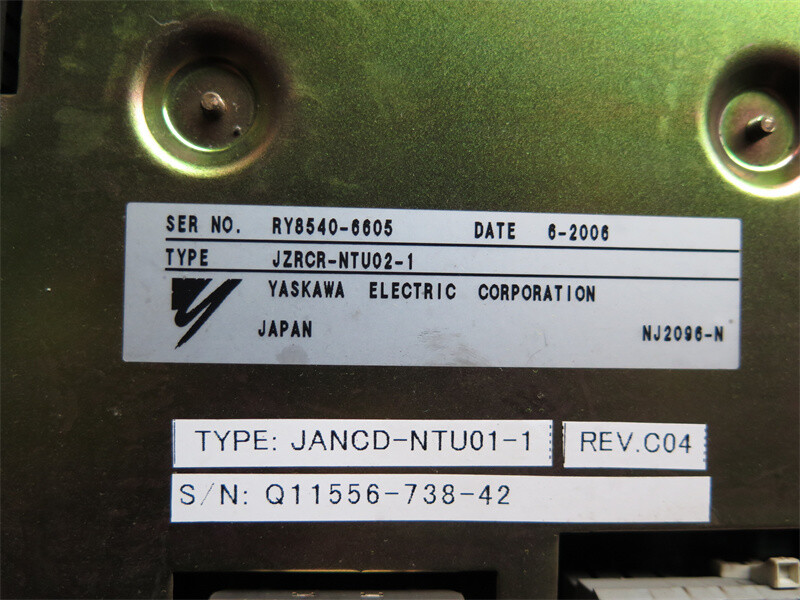 SER NO. RY8540-6605 DATE 6-2006
TYPE JZRCR-NTU02-1
YASKAWA ELECTRIC CORPORATION
JAPAN NJ2096-N
TYPE: JANCD-NTU01-1 REV.C04
S/N: Q11556-738-42